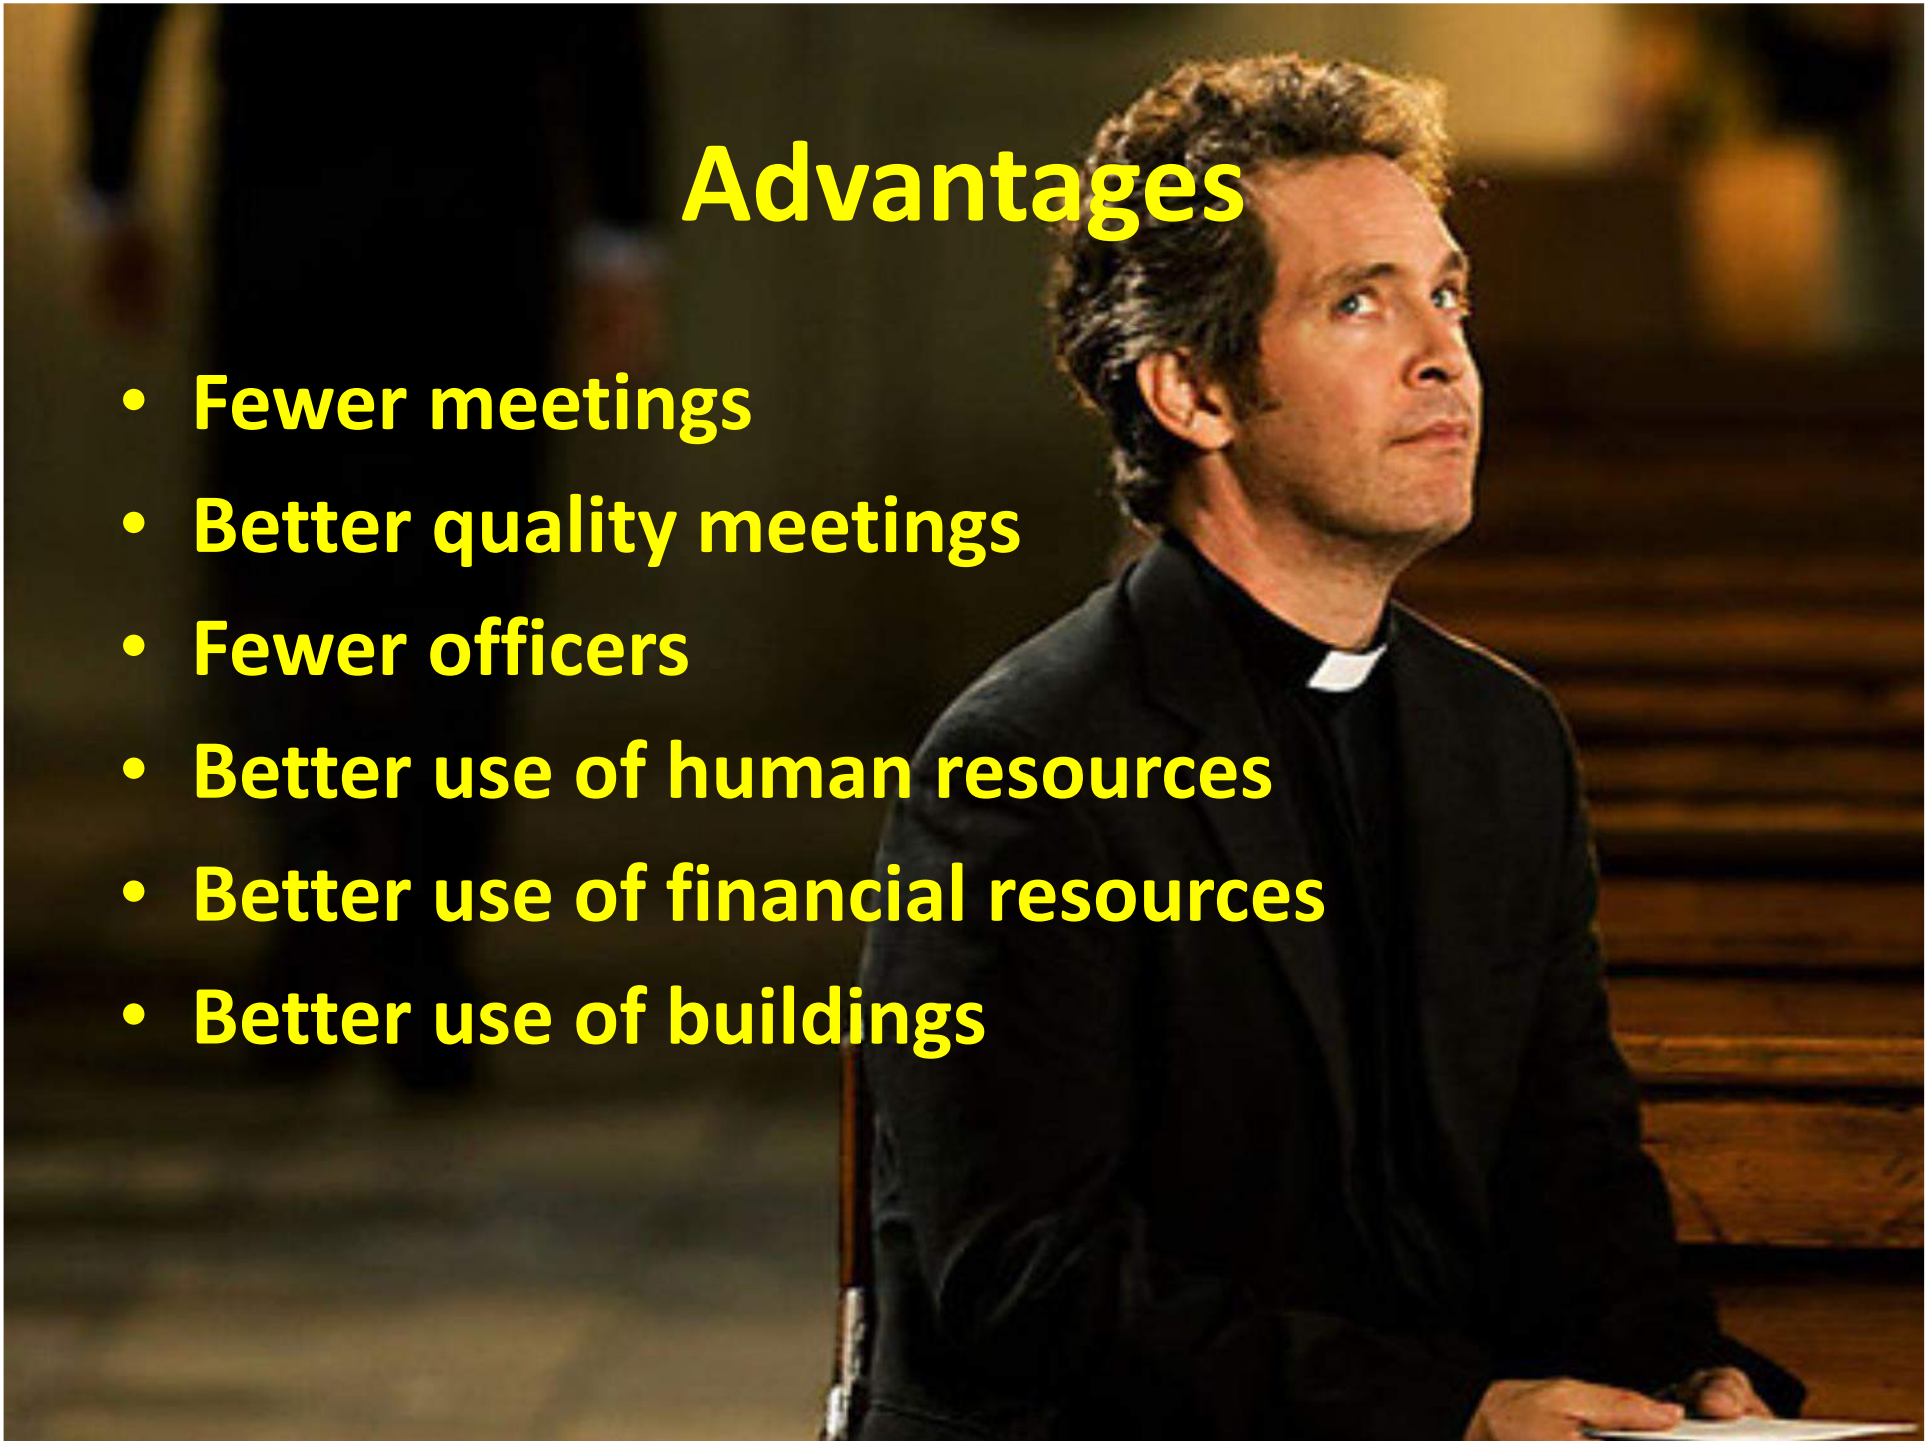 Advantages
• Fewer meetings
• Better quality meetings
• Fewer officers
• Better use of human resources
• Better use of financial resources
• Better use of buildings